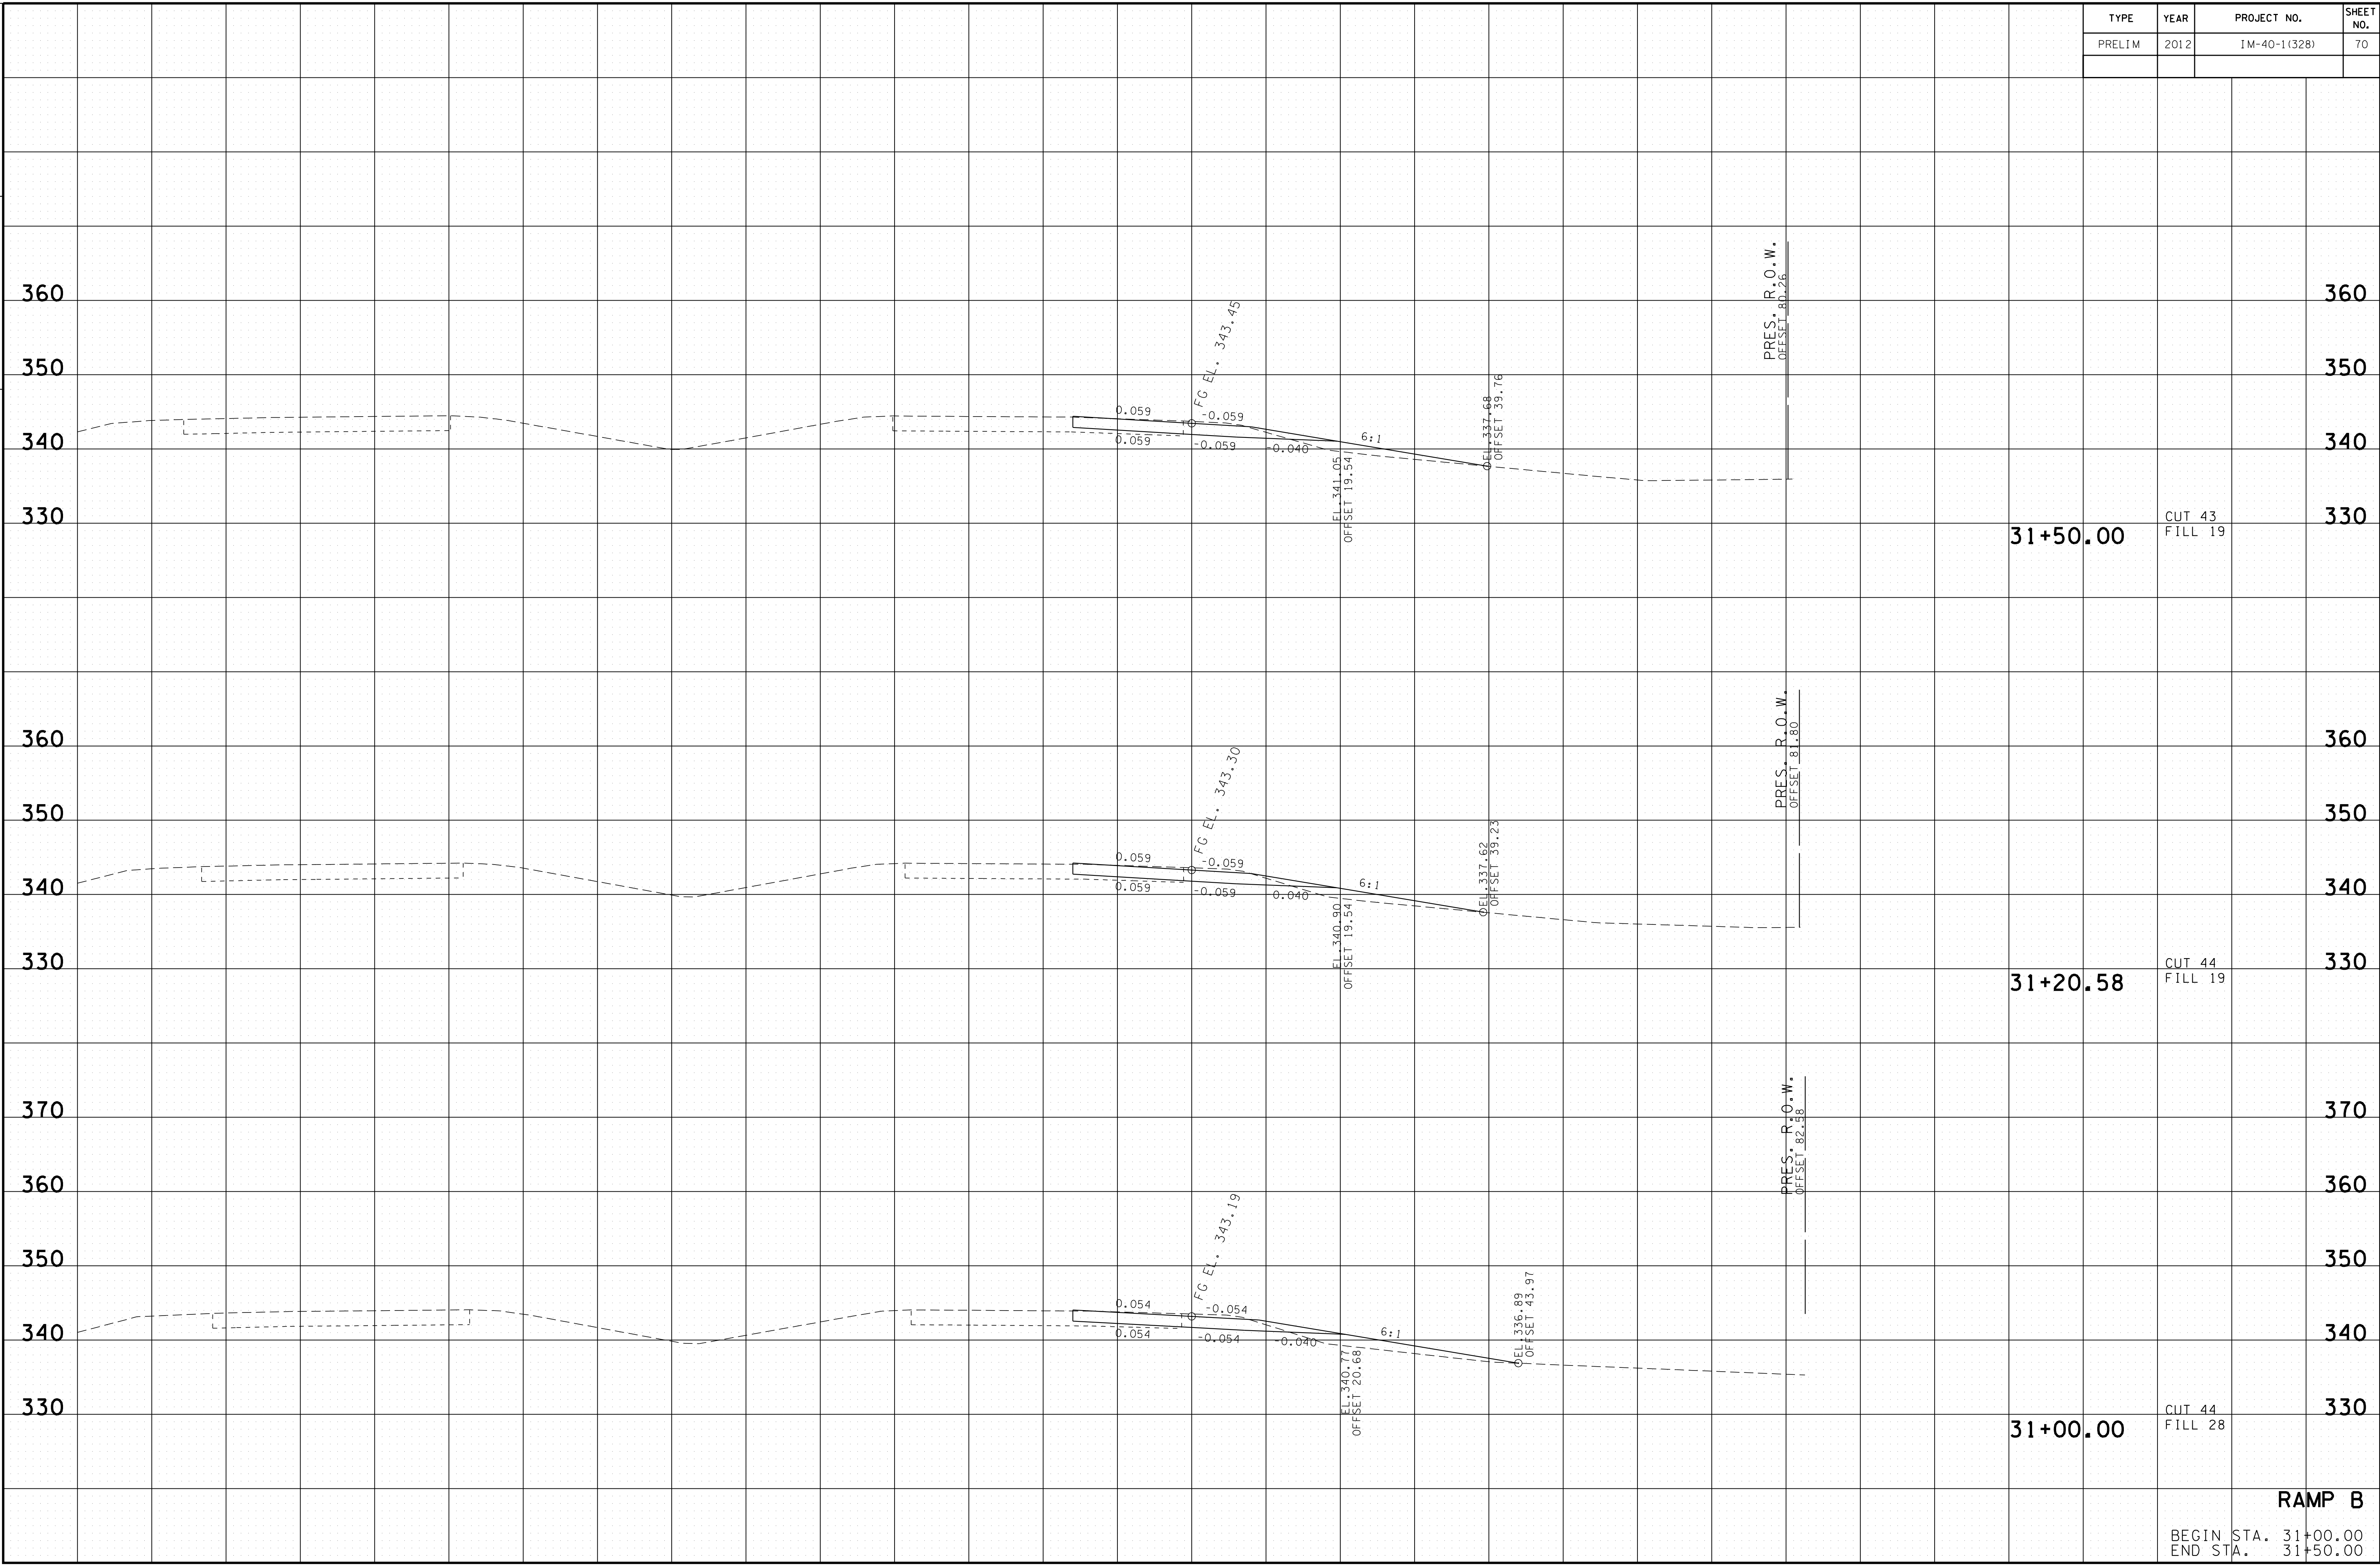 TYPE YEAR PROJECT NO. SHEET NO.
PRELIM 2012 IM-40-1(328) 70
PRES. R.O.W.
OFFSET 80.26
360 360
FG EL. 343.45
350 350
0.059 -0.059
EL.337.68
OFFSET 39.76
340 340
0.059 -0.059 -0.040 6:1
EL.341.05
OFFSET 19.54
330 330
31+50.00
CUT 43
FILL 19
PRES. R.O.W.
OFFSET 81.80
360 360
FG EL. 343.30
350 350
0.059 -0.059
EL.337.62
OFFSET 39.23
340 340
0.059 -0.059 -0.040 6:1
EL.340.90
OFFSET 19.54
330 330
31+20.58
CUT 44
FILL 19
370 370
PRES. R.O.W.
OFFSET 82.58
360 360
FG EL. 343.19
350 350
0.054 -0.054
EL.336.89
OFFSET 43.97
340 340
0.054 -0.054 -0.040 6:1
EL.340.77
OFFSET 20.68
330 330
31+00.00
CUT 44
FILL 28
RAMP B
BEGIN STA. 31+00.00
END STA. 31+50.00